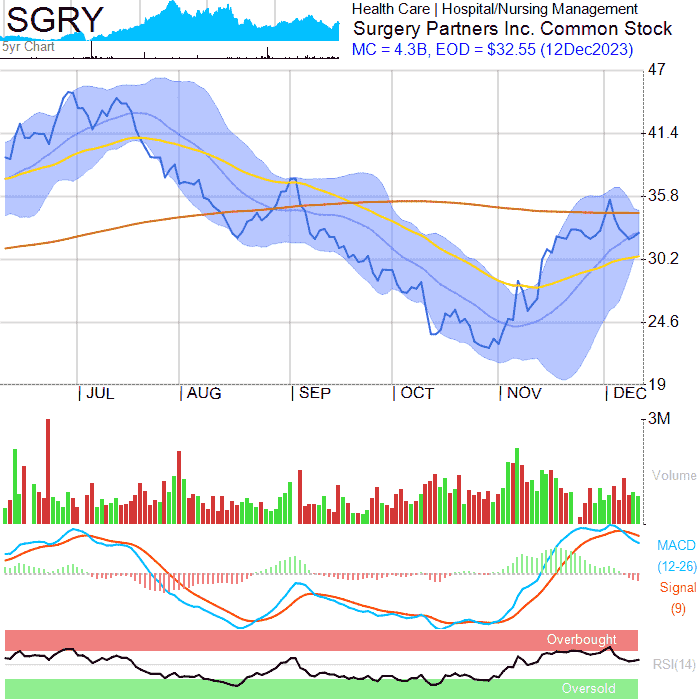 SGRY
5yr Chart
Health Care | Hospital/Nursing Management
Surgery Partners Inc. Common Stock
MC = 4.3B, EOD = $32.55 (12Dec2023)
47
41.4
35.8
30.2
24.6
19
| JUL | AUG | SEP | OCT | NOV | DEC
3M
Volume
MACD
(12-26)
Signal
(9)
Overbought
RSI(14)
Oversold